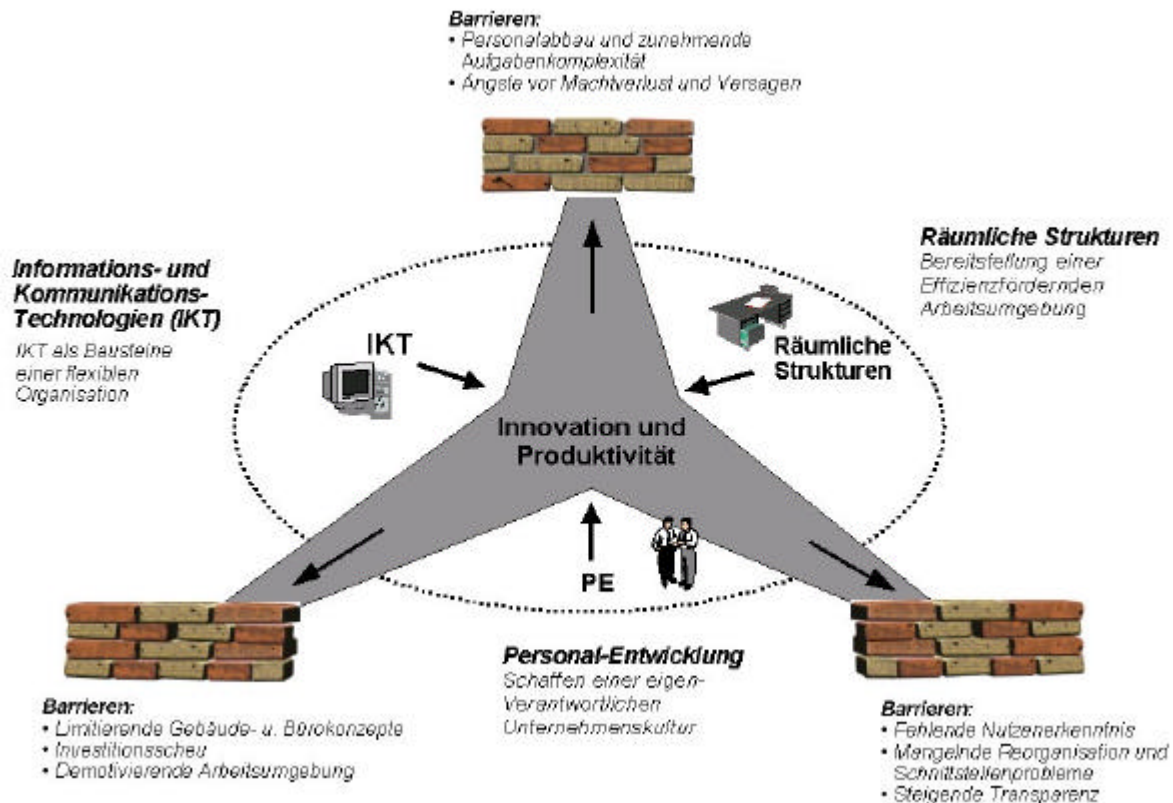 Barrieren:
• Personalabbau und zunehmende
Aufgabenkomplexität
• Ängste vor Machtverlust und Versagen
Informations- und
Kommunikations-
Technologien (IKT)
IKT als Bausteine
einer flexiblen
Organisation
Räumliche Strukturen
Bereitstellung einer
Effizienzfördernden
Arbeitsumgebung
IKT
Räumliche
Strukturen
Innovation und
Produktivität
PE
Personal-Entwicklung
Schaffen einer eigen-
Verantwortlichen
Unternehmenskultur
Barrieren:
• Limitierende Gebäude- u. Bürokonzepte
• Investitionsscheu
• Demotivierende Arbeitsumgebung
Barrieren:
• Fehlende Nutzenerkenntnis
• Mangelnde Reorganisation und
Schnittstellenprobleme
• Steigende Transparenz